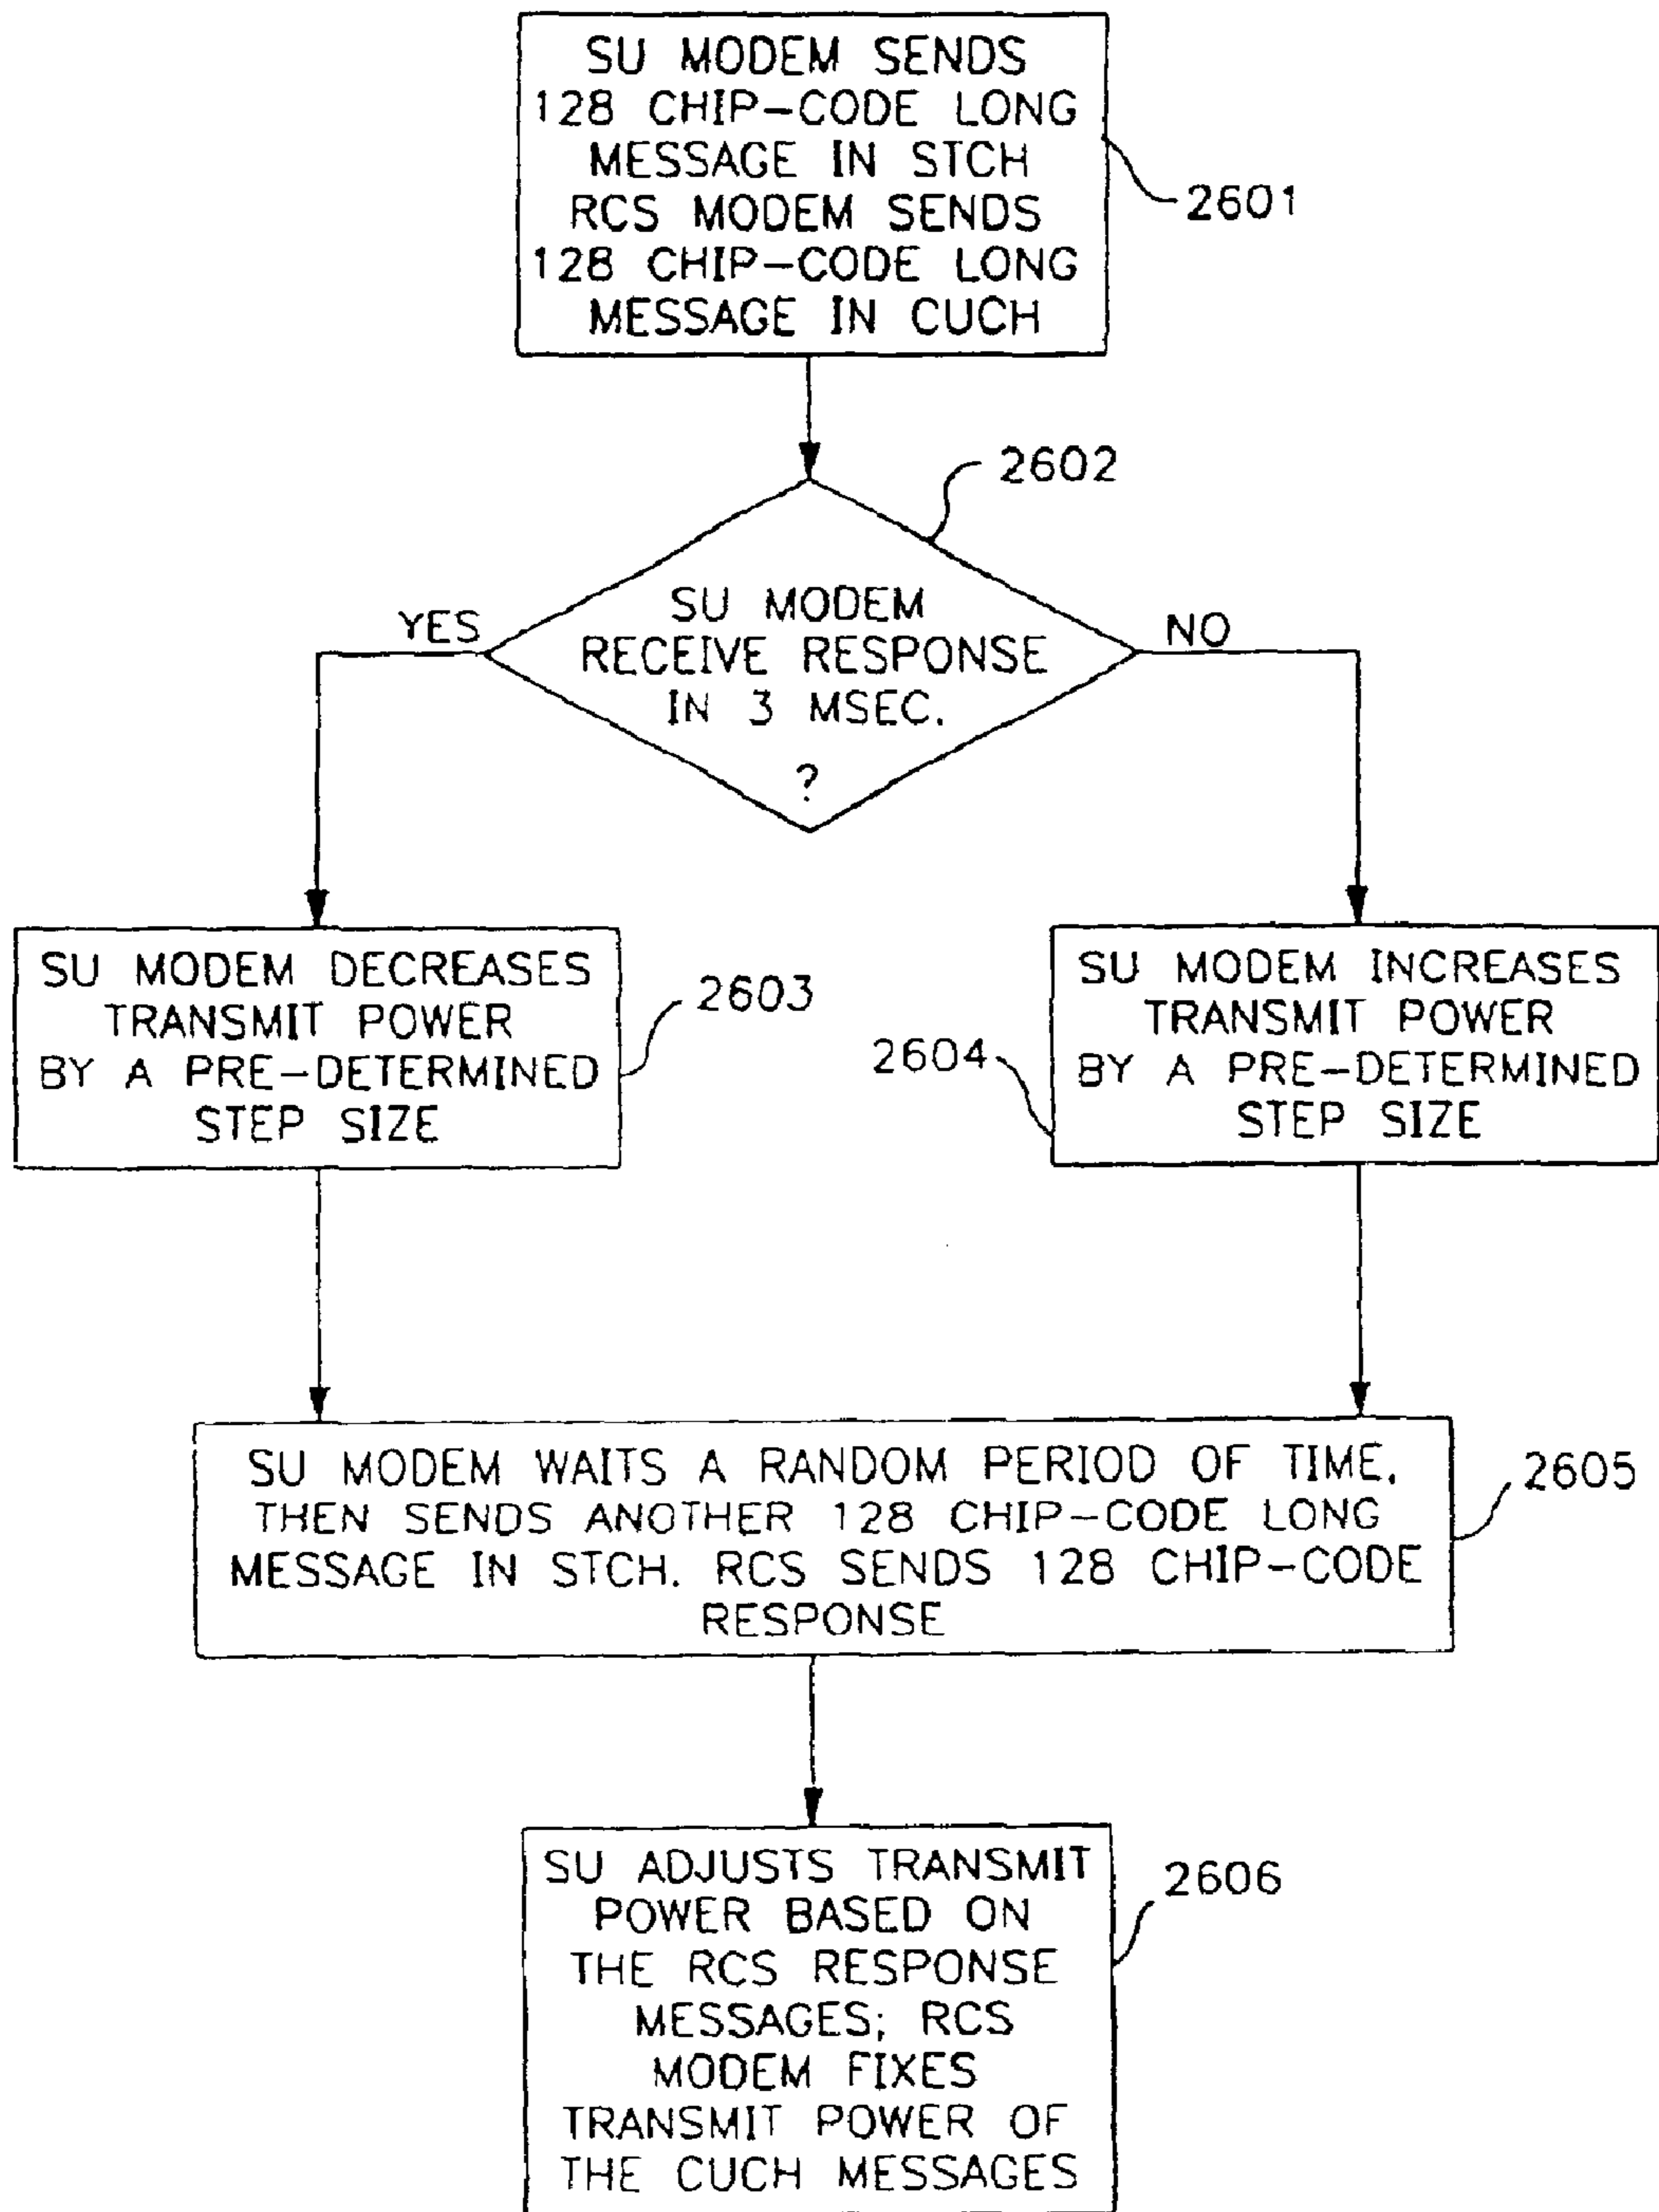 SU MODEM SENDS
128 CHIP-CODE LONG
MESSAGE IN STCH
RCS MODEM SENDS
128 CHIP-CODE LONG
MESSAGE IN CUCH
2601
2602
SU MODEM
RECEIVE RESPONSE
IN 3 MSEC.
?
YES
NO
SU MODEM DECREASES
TRANSMIT POWER
BY A PRE-DETERMINED
STEP SIZE
2603
SU MODEM INCREASES
TRANSMIT POWER
BY A PRE-DETERMINED
STEP SIZE
2604
SU MODEM WAITS A RANDOM PERIOD OF TIME.
THEN SENDS ANOTHER 128 CHIP-CODE LONG
MESSAGE IN STCH. RCS SENDS 128 CHIP-CODE
RESPONSE
2605
SU ADJUSTS TRANSMIT
POWER BASED ON
THE RCS RESPONSE
MESSAGES; RCS
MODEM FIXES
TRANSMIT POWER OF
THE CUCH MESSAGES
2606